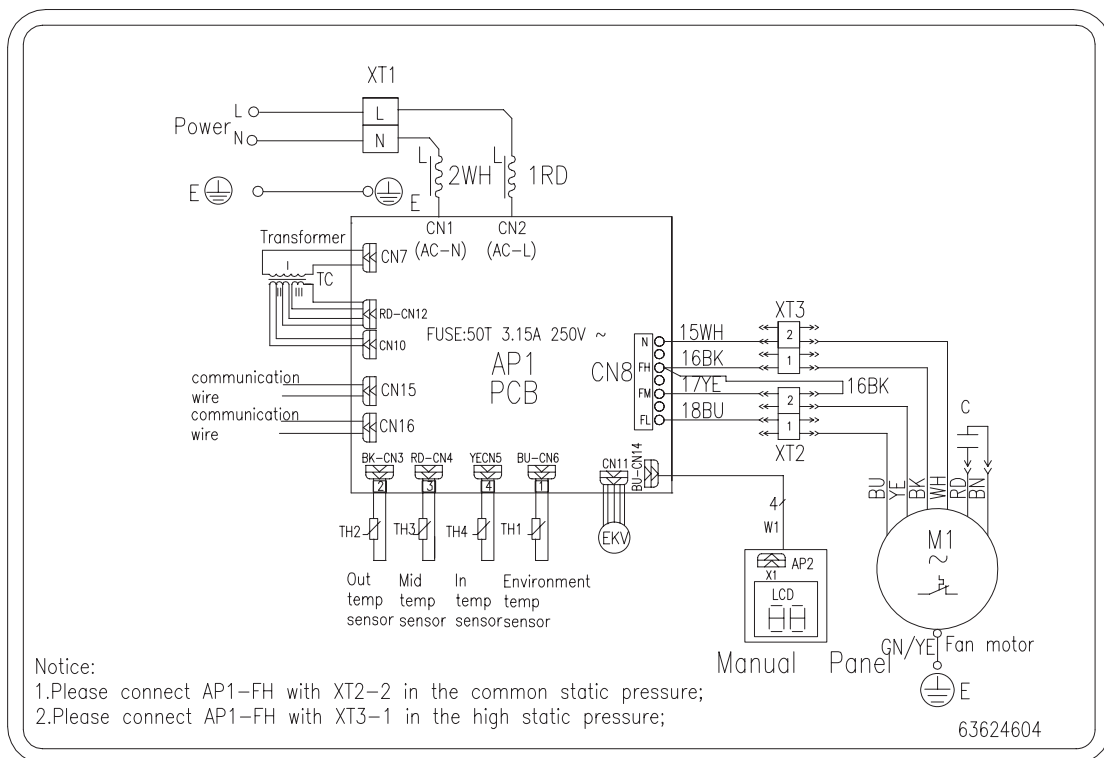 XT1
Power
L
L
N
N
E
E
L
2WH
L
1RD
CN1
(AC-N)
CN2
(AC-L)
Transformer
I
II
III
TC
CN7
RD-CN12
CN10
FUSE:50T 3.15A 250V ~
AP1
PCB
CN8
N
FH
FM
FL
15WH
16BK
17YE
18BU
16BK
XT3
2
1
2
1
XT2
communication
wire
CN15
communication
wire
CN16
BK-CN3
RD-CN4
YECN5
BU-CN6
CN11
BU-CN14
2
3
4
1
TH2
TH3
TH4
TH1
EKV
Out
temp
sensor
Mid
temp
sensor
In
temp
sensor
Environment
temp
sensor
4
W1
AP2
X1
LCD
88
Manual Panel
C
BU
YE
BK
WH
RD
BN
M1
~
GN/YE
Fan motor
E
Notice:
1.Please connect AP1-FH with XT2-2 in the common static pressure;
2.Please connect AP1-FH with XT3-1 in the high static pressure;
63624604